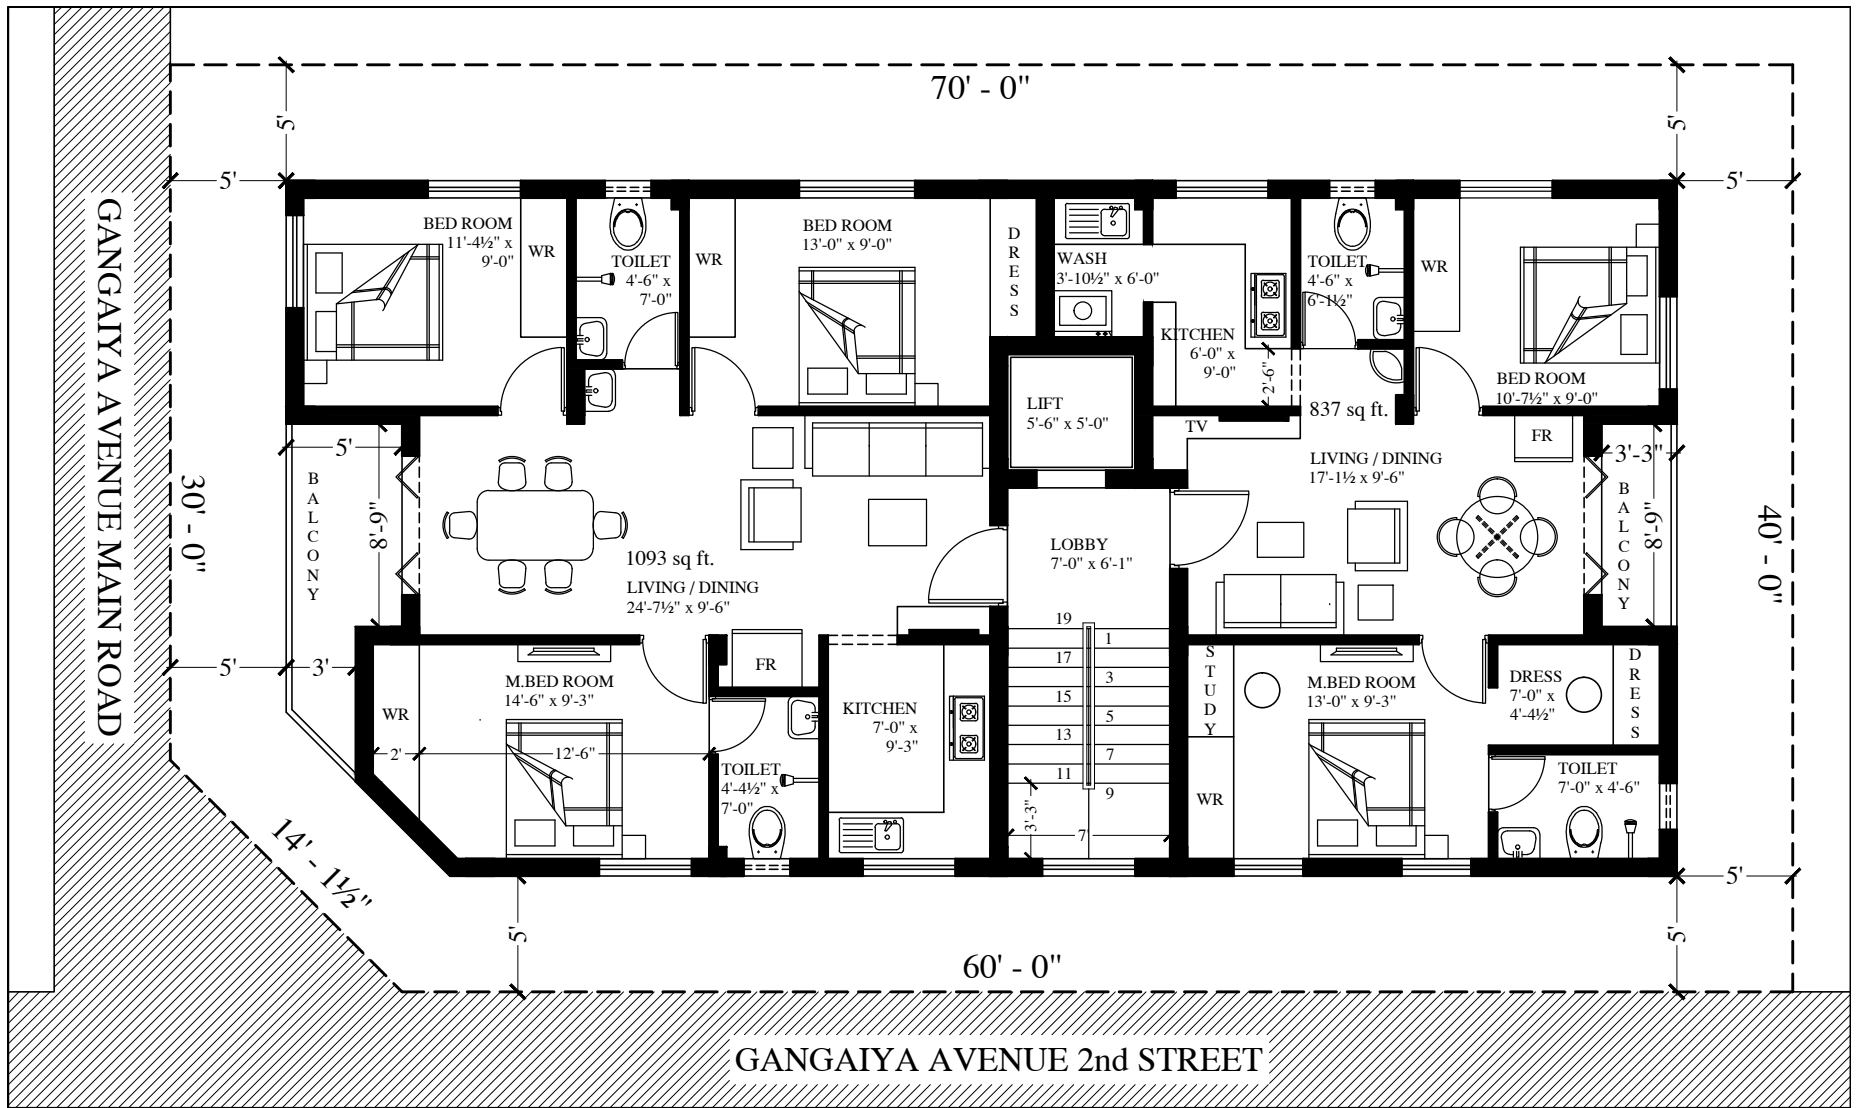 70' - 0"
5'
5'
5'
5'
GANGAIYA AVENUE MAIN ROAD
BED ROOM
11'-4½" x
9'-0"
WR
TOILET
4'-6" x
7'-0"
WR
BED ROOM
13'-0" x 9'-0"
DRESS
WASH
3'-10½" x 6'-0"
KITCHEN
6'-0" x
9'-0"
2'-6"
TOILET
4'-6" x
6'-1½"
WR
BED ROOM
10'-7½" x 9'-0"
LIFT
5'-6" x 5'-0"
TV
837 sq ft.
FR
5'
BALCONY
8'-9"
30' - 0"
LIVING / DINING
17'-1½ x 9'-6"
3'-3"
BALCONY
8'-9"
40' - 0"
1093 sq ft.
LIVING / DINING
24'-7½" x 9'-6"
LOBBY
7'-0" x 6'-1"
19
1
17
3
15
5
13
7
11
9
3'-3"
7'
5'
3'
WR
M.BED ROOM
14'-6" x 9'-3"
2'
12'-6"
FR
TOILET
4'-4½" x
7'-0"
KITCHEN
7'-0" x
9'-3"
STUDY
WR
M.BED ROOM
13'-0" x 9'-3"
DRESS
7'-0" x
4'-4½"
DRESS
TOILET
7'-0" x 4'-6"
14' - 1½"
5'
5'
5'
60' - 0"
GANGAIYA AVENUE 2nd STREET